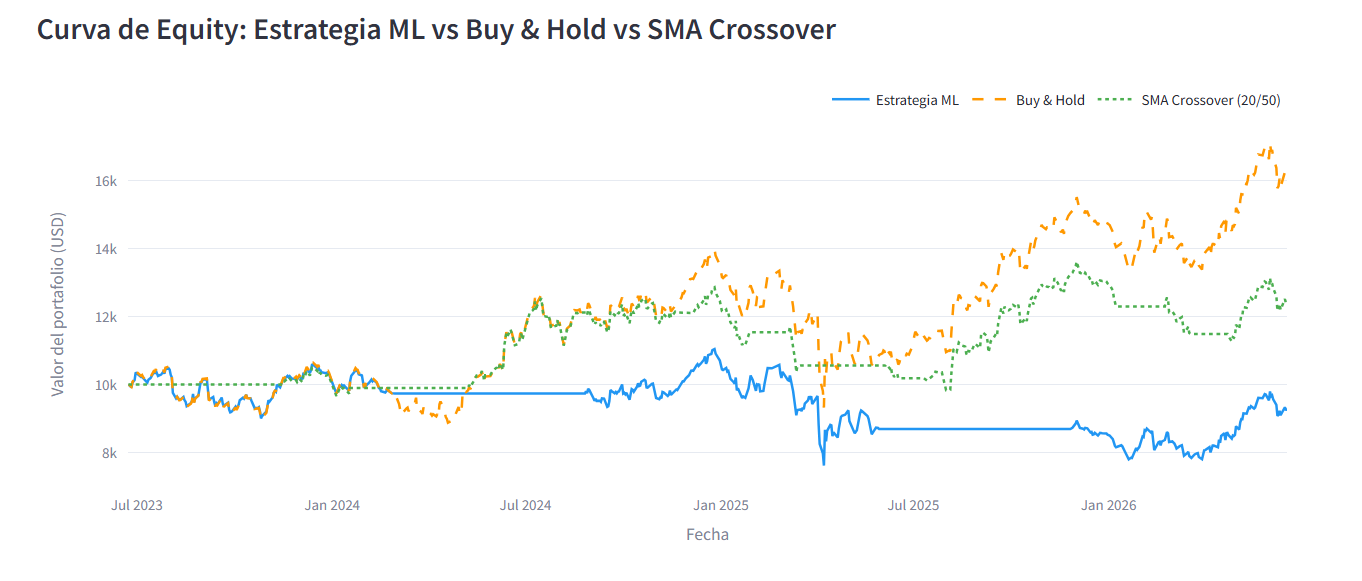 Curva de Equity: Estrategia ML vs Buy & Hold vs SMA Crossover
Estrategia ML Buy & Hold SMA Crossover (20/50)
Valor del portafolio (USD)
16k
14k
12k
10k
8k
Jul 2023 Jan 2024 Jul 2024 Jan 2025 Jul 2025 Jan 2026
Fecha